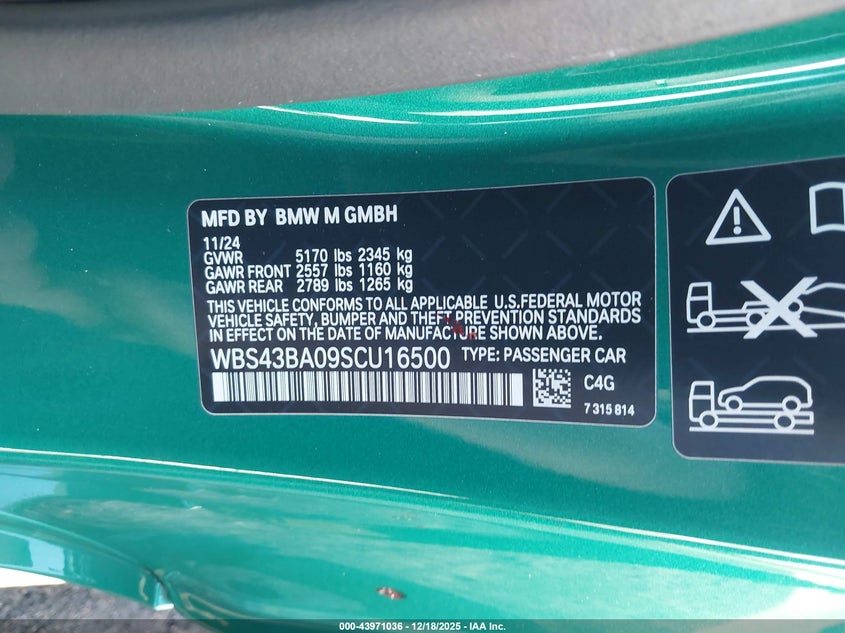 MFD BY BMW M GMBH
11/24
GVWR 5170 lbs 2345 kg
GAWR FRONT 2557 lbs 1160 kg
GAWR REAR 2789 lbs 1265 kg
THIS VEHICLE CONFORMS TO ALL APPLICABLE U.S.FEDERAL MOTOR
VEHICLE SAFETY, BUMPER AND THEFT PREVENTION STANDARDS
IN EFFECT ON THE DATE OF MANUFACTURE SHOWN ABOVE.
WBS43BA09SCU16500 TYPE: PASSENGER CAR
C4G
7 315 814
000-43971036 • 12/18/2025 • IAA Inc.